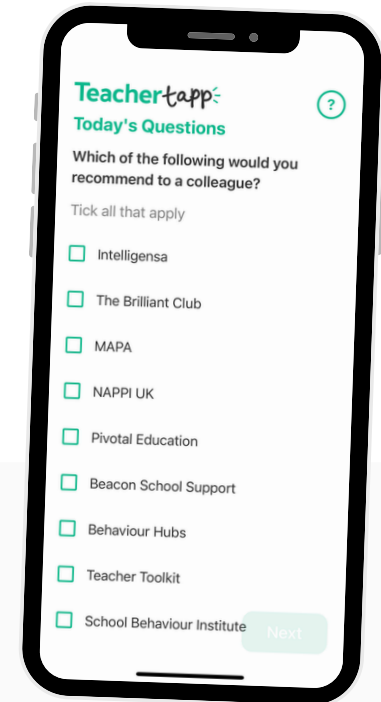 Teachertapp
?
Today's Questions
Which of the following would you
recommend to a colleague?
Tick all that apply
Intelligensa
The Brilliant Club
MAPA
NAPPI UK
Pivotal Education
Beacon School Support
Behaviour Hubs
Teacher Toolkit
School Behaviour Institute
Next